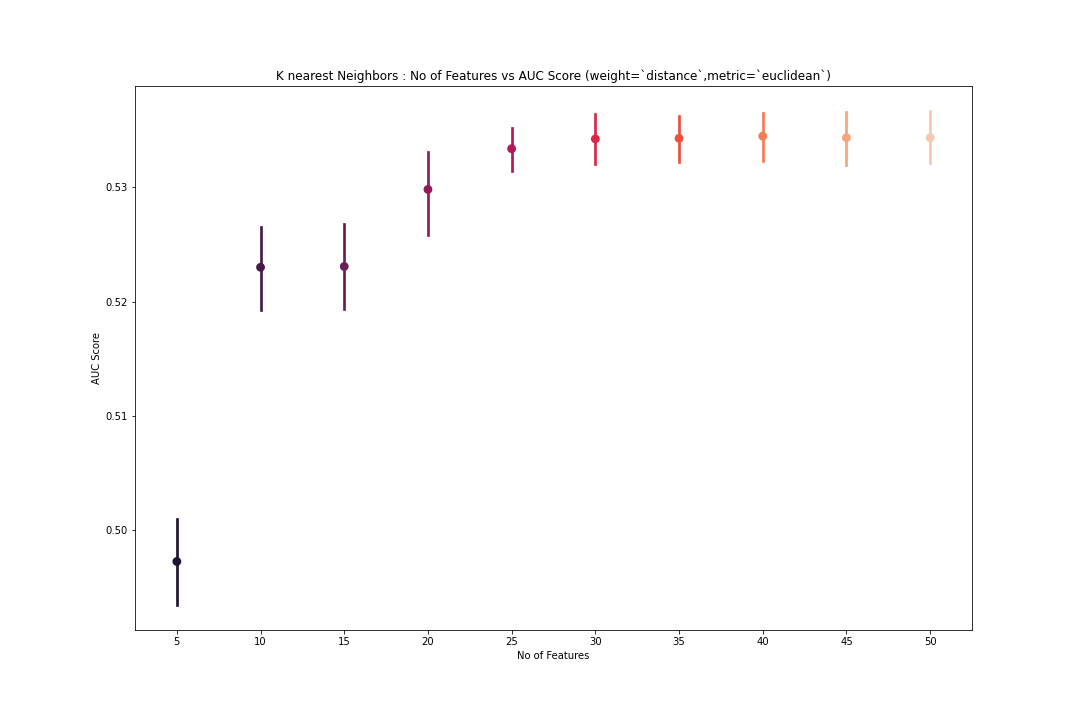 K nearest Neighbors : No of Features vs AUC Score (weight=`distance`,metric=`euclidean`)
0.53
0.52
0.51
0.50
AUC Score
5 10 15 20 25 30 35 40 45 50
No of Features